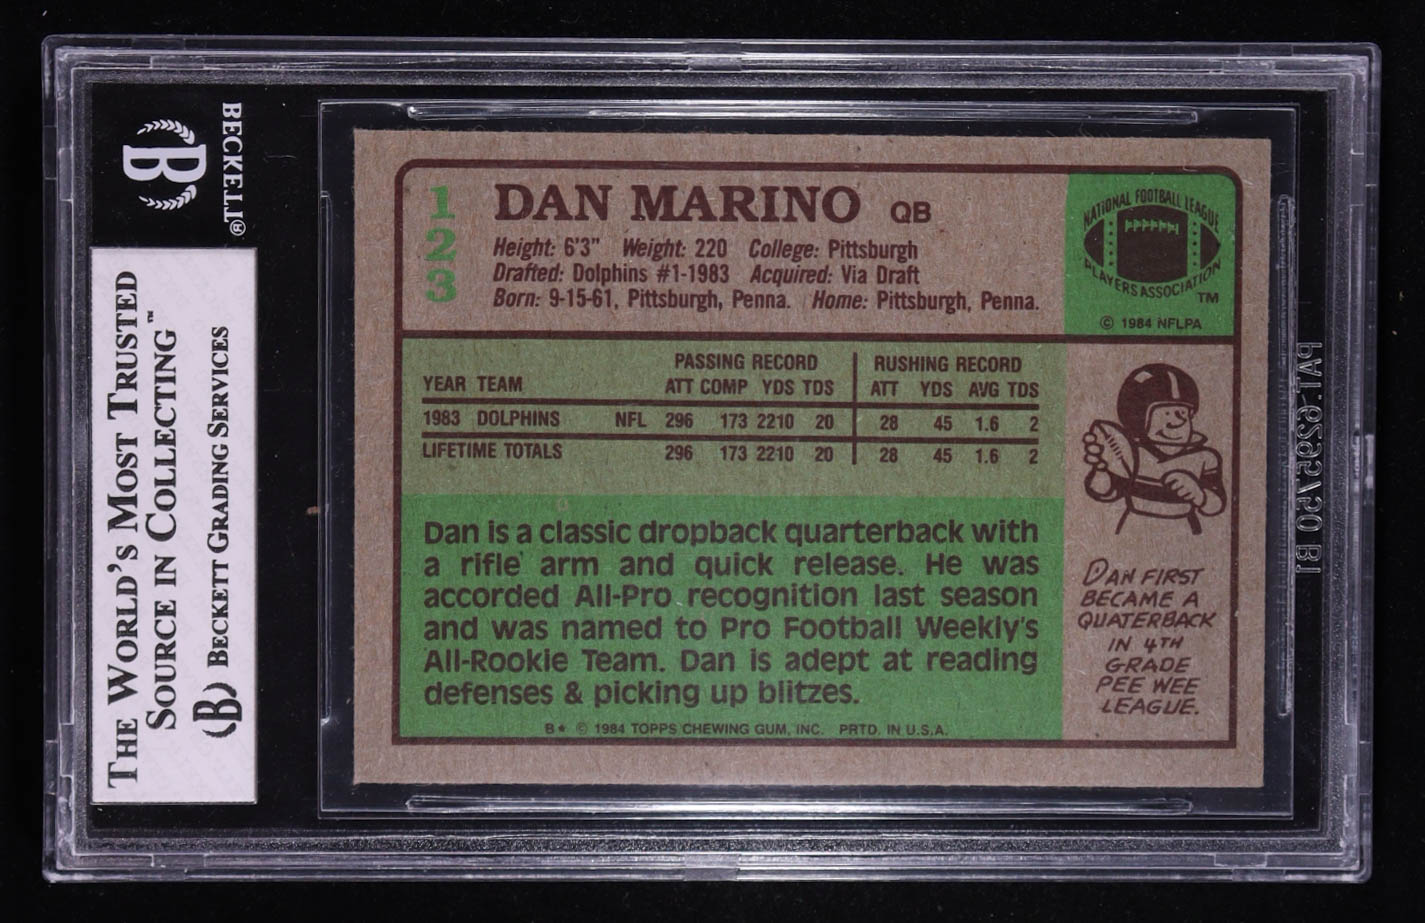 BECKETT®
B
THE WORLD'S MOST TRUSTED
SOURCE IN COLLECTING™
B BECKETT GRADING SERVICES
123
DAN MARINO QB
Height: 6'3" Weight: 220 College: Pittsburgh
Drafted: Dolphins #1-1983 Acquired: Via Draft
Born: 9-15-61, Pittsburgh, Penna. Home: Pittsburgh, Penna.
NATIONAL FOOTBALL LEAGUE
PLAYERS ASSOCIATION
TM
© 1984 NFLPA
PASSING RECORD RUSHING RECORD
YEAR TEAM ATT COMP YDS TDS ATT YDS AVG TDS
1983 DOLPHINS NFL 296 173 2210 20 28 45 1.6 2
LIFETIME TOTALS 296 173 2210 20 28 45 1.6 2
Dan is a classic dropback quarterback with
a rifle arm and quick release. He was
accorded All-Pro recognition last season
and was named to Pro Football Weekly's
All-Rookie Team. Dan is adept at reading
defenses & picking up blitzes.
B* © 1984 TOPPS CHEWING GUM, INC. PRTD. IN U.S.A.
DAN FIRST
BECAME A
QUATERBACK
IN 4TH
GRADE
PEE WEE
LEAGUE.